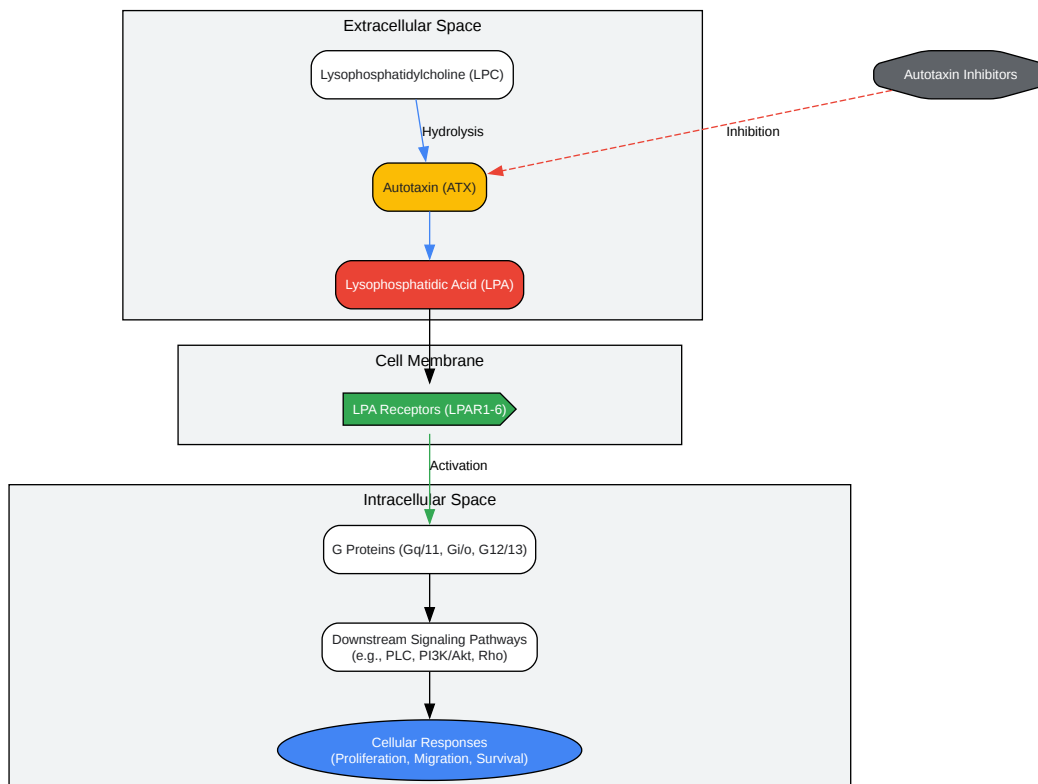 Extracellular Space
Lysophosphatidylcholine (LPC)
Autotaxin Inhibitors
Hydrolysis
Inhibition
Autotaxin (ATX)
Lysophosphatidic Acid (LPA)
Cell Membrane
LPA Receptors (LPAR1-6)
Activation
Intracellular Space
G Proteins (Gq/11, Gi/o, G12/13)
Downstream Signaling Pathways
(e.g., PLC, PI3K/Akt, Rho)
Cellular Responses
(Proliferation, Migration, Survival)